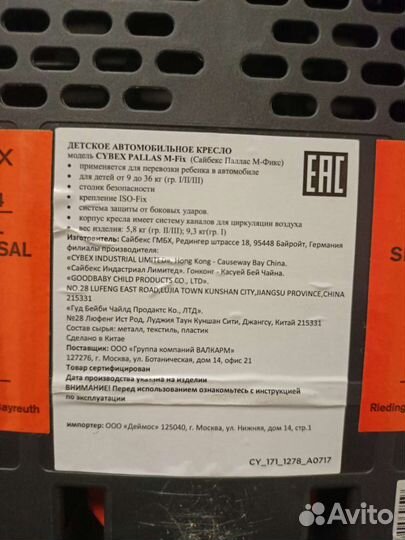 ДЕТСКОЕ АВТОМОБИЛЬНОЕ КРЕСЛО
модель CYBEX PALLAS M-Fix (Сайбекс Паллас М-Фикс)
• применяется для перевозки ребенка в автомобиле
• для детей от 9 до 36 кг (гр. I/II/III)
• столик безопасности
• крепление ISO-Fix
• система защиты от боковых ударов.
• корпус кресла имеет систему каналов для циркуляции воздуха
• вес изделия: 5,8 кг (гр. II/III); 9,3 кг(гр. I)
EAC
Изготовитель: Сайбекс ГМБХ, Редингер штрассе 18, 95448 Байройт, Германия
филиалы производителя:
«CYBEX INDUSTRIAL LIMITED», Hong Kong - Causeway Bay China.
«Сайбекс Индастриал Лимитед». Гонконг - Касуей Бей Чайна.
«GOODBABY CHILD PRODUCTS CO., LTD».
NO.28 LUFENG EAST ROAD,LUJIA TOWN KUNSHAN CITY,JIANGSU PROVINCE,CHINA
215331
«Гуд Бейби Чайлд Продактс Ко., ЛТД».
№28 Люфенг Ист Род, Луджия Таун Куншан Сити, Джангсу, Китай 215331
Состав сырья: металл, текстиль, пластик
Сделано в Китае
Поставщик: ООО «Группа компаний ВАЛКАРМ»
127276, г. Москва, ул. Ботаническая, дом 14, офис 21
Товар сертифицирован
Дата производства указана на изделии
ВНИМАНИЕ! Перед использованием ознакомьтесь с инструкцией
по эксплуатации
импортер: ООО «Деймос» 125040, г. Москва, ул. Нижняя, дом 14, стр.1
CY_171_1278_A0717
X
4
SAL
Bayreuth
S
Rieding
Avito